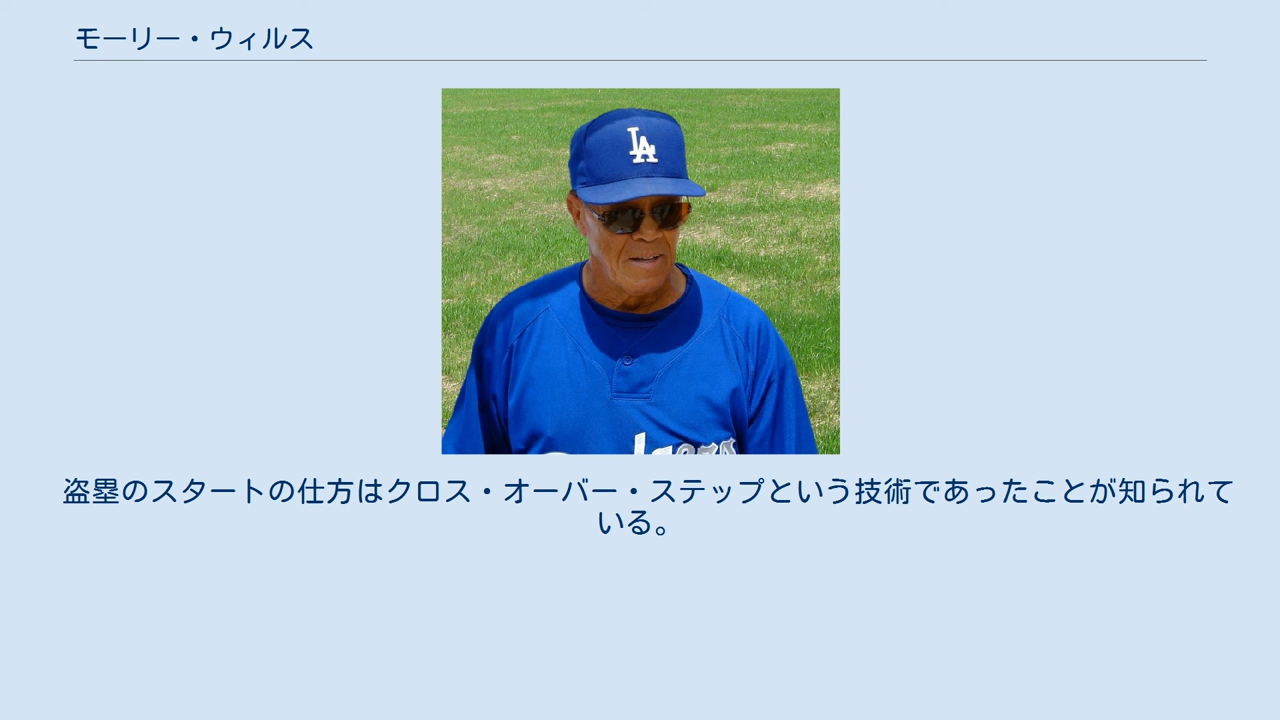 モーリー・ウィルス
LA
盗塁のスタートの仕方はクロス・オーバー・ステップという技術であったことが知られて
いる。